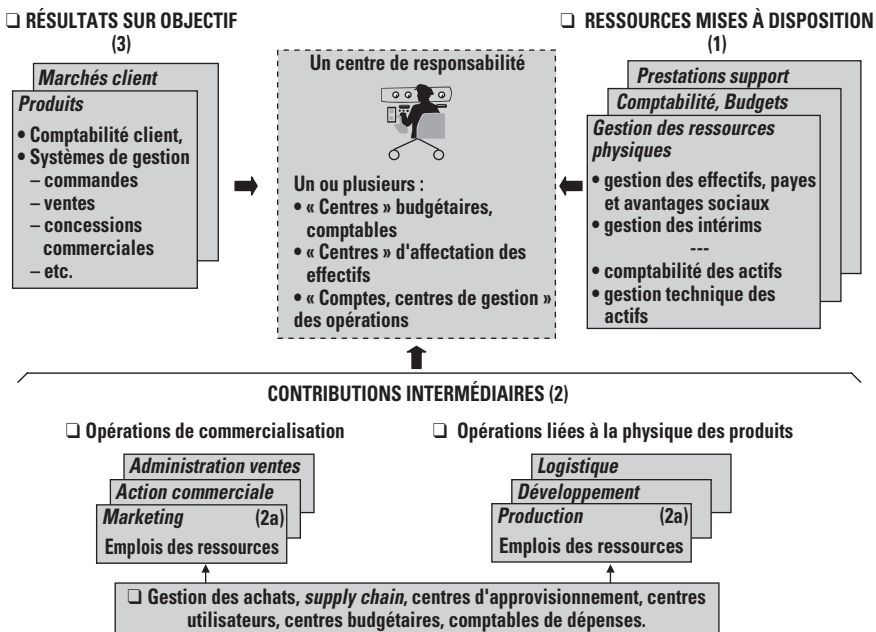 ❑ RÉSULTATS SUR OBJECTIF
(3)
Marchés client
Produits
• Comptabilité client,
• Systèmes de gestion
– commandes
– ventes
– concessions
commerciales
– etc.
Un centre de responsabilité
Un ou plusieurs :
• « Centres » budgétaires,
comptables
• « Centres » d'affectation des
effectifs
• « Comptes, centres de gestion »
des opérations
❑ RESSOURCES MISES À DISPOSITION
(1)
Prestations support
Comptabilité, Budgets
Gestion des ressources
physiques
• gestion des effectifs, payes
et avantages sociaux
• gestion des intérims
---
• comptabilité des actifs
• gestion technique des
actifs
CONTRIBUTIONS INTERMÉDIAIRES (2)
❑ Opérations de commercialisation
Administration ventes
Action commerciale
Marketing (2a)
Emplois des ressources
❑ Opérations liées à la physique des produits
Logistique
Développement
Production (2a)
Emplois des ressources
❑ Gestion des achats, supply chain, centres d'approvisionnement, centres
utilisateurs, centres budgétaires, comptables de dépenses.